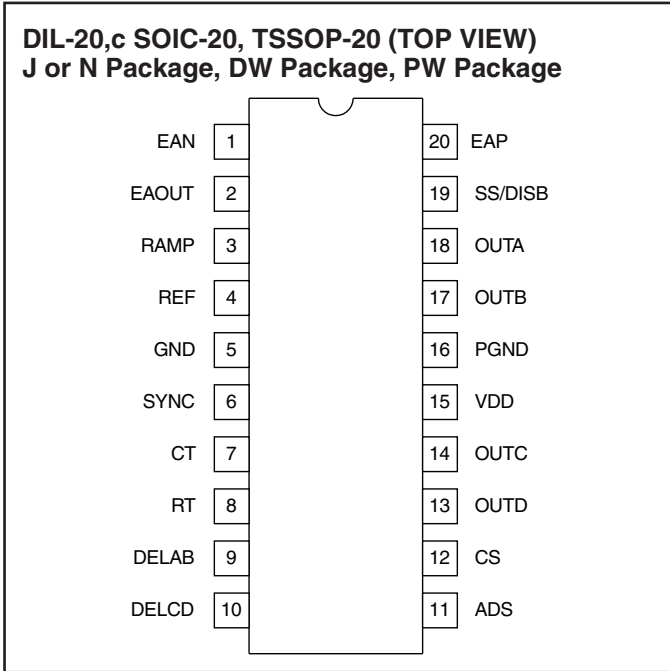 DIL-20,c SOIC-20, TSSOP-20 (TOP VIEW)
J or N Package, DW Package, PW Package
EAN 1 20 EAP
EAOUT 2 19 SS/DISB
RAMP 3 18 OUTA
REF 4 17 OUTB
GND 5 16 PGND
SYNC 6 15 VDD
CT 7 14 OUTC
RT 8 13 OUTD
DELAB 9 12 CS
DELCD 10 11 ADS